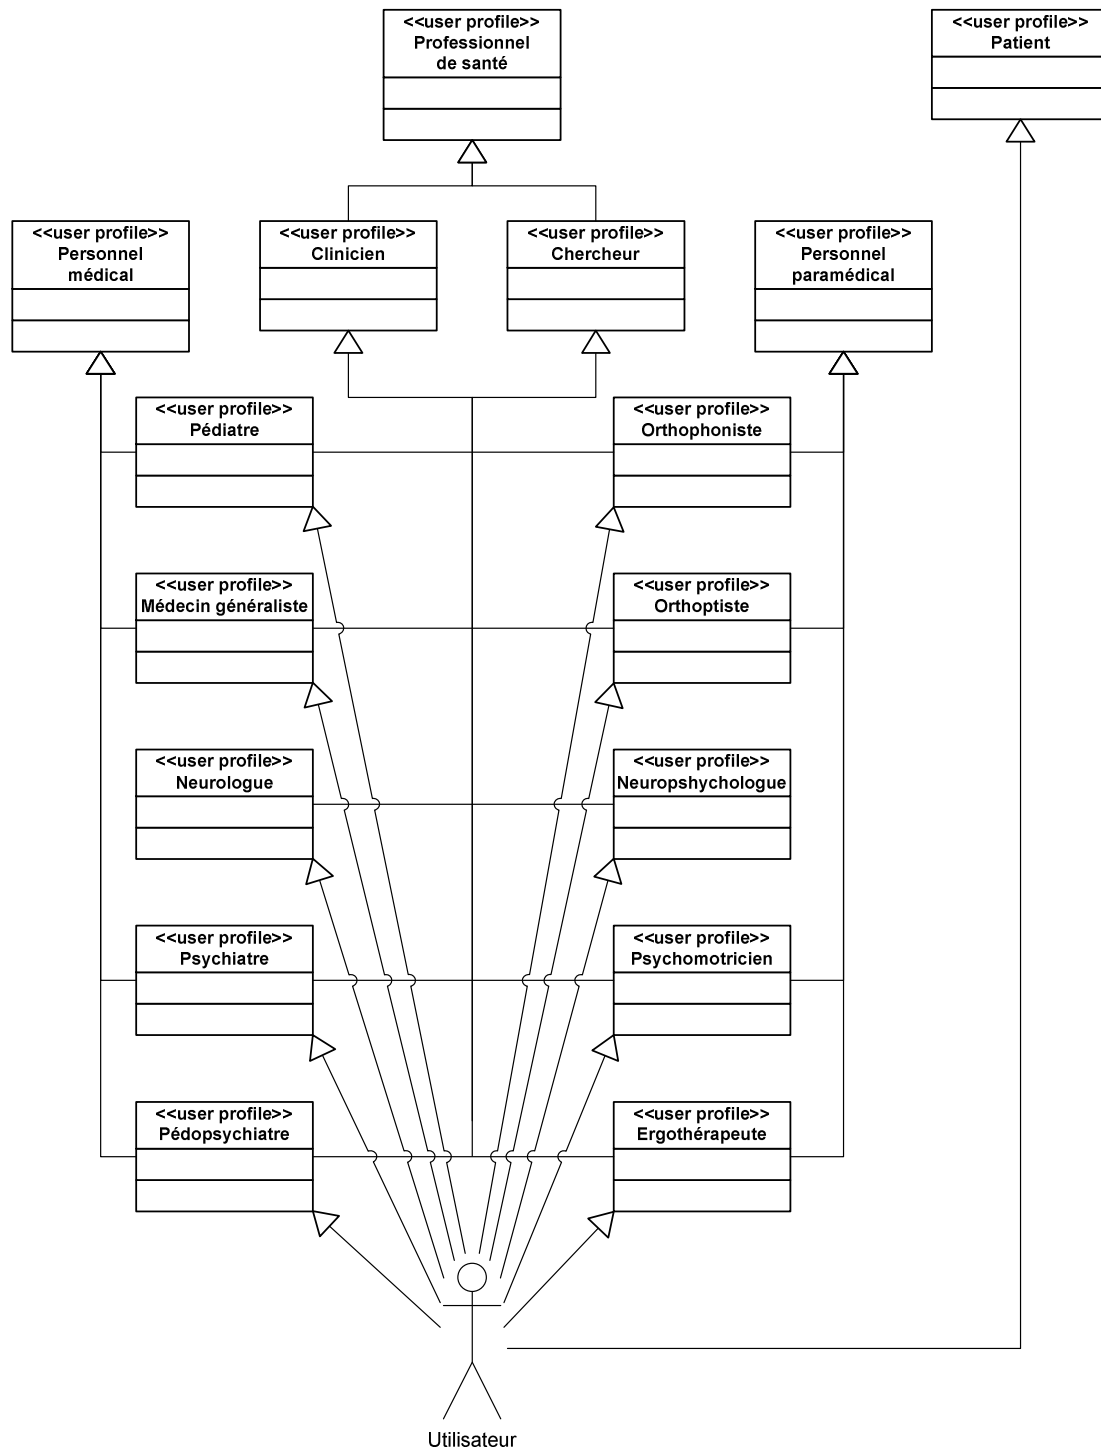 <<user profile>>
Professionnel
de santé
<<user profile>>
Patient
<<user profile>>
Personnel
médical
<<user profile>>
Clinicien
<<user profile>>
Chercheur
<<user profile>>
Personnel
paramédical
<<user profile>>
Pédiatre
<<user profile>>
Orthophoniste
<<user profile>>
Médecin généraliste
<<user profile>>
Orthoptiste
<<user profile>>
Neurologue
<<user profile>>
Neuropshychologue
<<user profile>>
Psychiatre
<<user profile>>
Psychomotricien
<<user profile>>
Pédopsychiatre
<<user profile>>
Ergothérapeute
Utilisateur